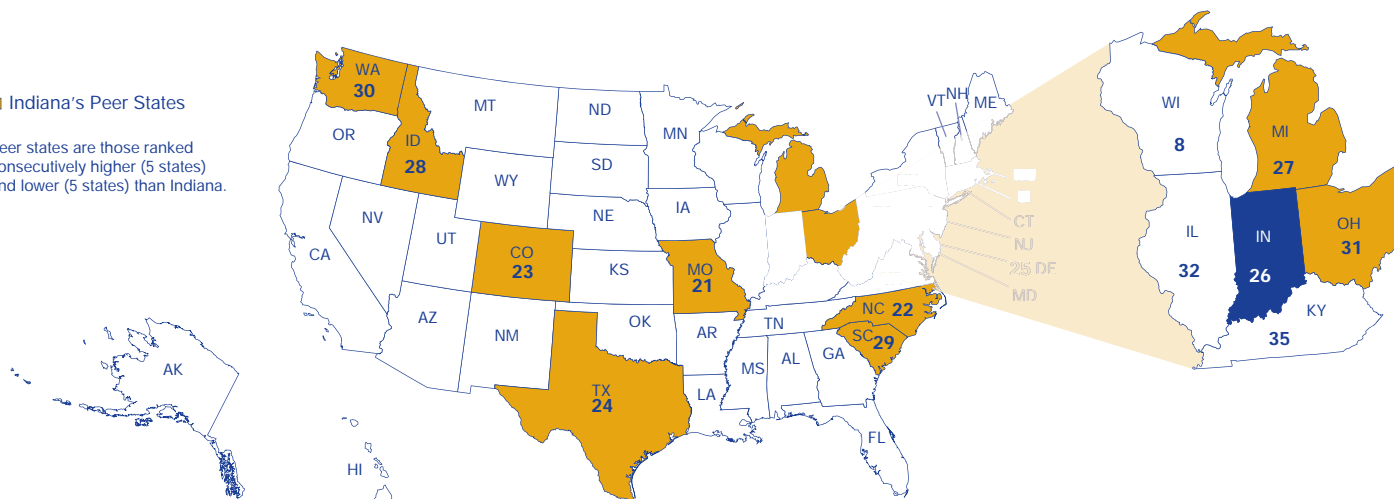 Indiana's Peer States
eer states are those ranked
onsecutively higher (5 states)
nd lower (5 states) than Indiana.
WA
30
OR
ID
28
MT
ND
SD
WY
NE
NV
UT
CA
CO
23
KS
AZ
NM
OK
TX
24
MN
IA
MO
21
AR
LA
TN
MS
AL
GA
FL
NC 22
SC 29
VT
NH
ME
CT
NJ
25 DE
MD
AK
HI
WI
8
MI
27
IL
32
IN
26
OH
31
KY
35